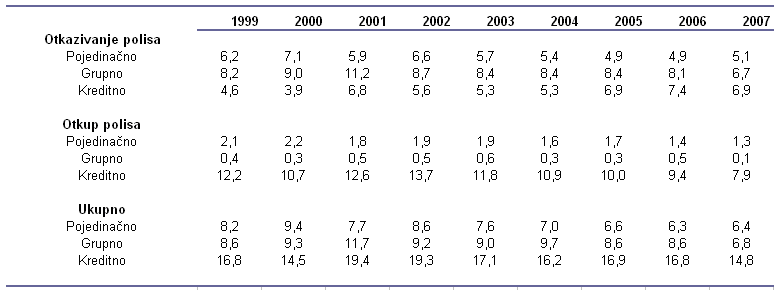 1999 2000 2001 2002 2003 2004 2005 2006 2007
Otkazivanje polisa
Pojedinačno 6,2 7,1 5,9 6,6 5,7 5,4 4,9 4,9 5,1
Grupno 8,2 9,0 11,2 8,7 8,4 8,4 8,4 8,1 6,7
Kreditno 4,6 3,9 6,8 5,6 5,3 5,3 6,9 7,4 6,9
Otkup polisa
Pojedinačno 2,1 2,2 1,8 1,9 1,9 1,6 1,7 1,4 1,3
Grupno 0,4 0,3 0,5 0,5 0,6 0,3 0,3 0,5 0,1
Kreditno 12,2 10,7 12,6 13,7 11,8 10,9 10,0 9,4 7,9
Ukupno
Pojedinačno 8,2 9,4 7,7 8,6 7,6 7,0 6,6 6,3 6,4
Grupno 8,6 9,3 11,7 9,2 9,0 9,7 8,6 8,6 6,8
Kreditno 16,8 14,5 19,4 19,3 17,1 16,2 16,9 16,8 14,8